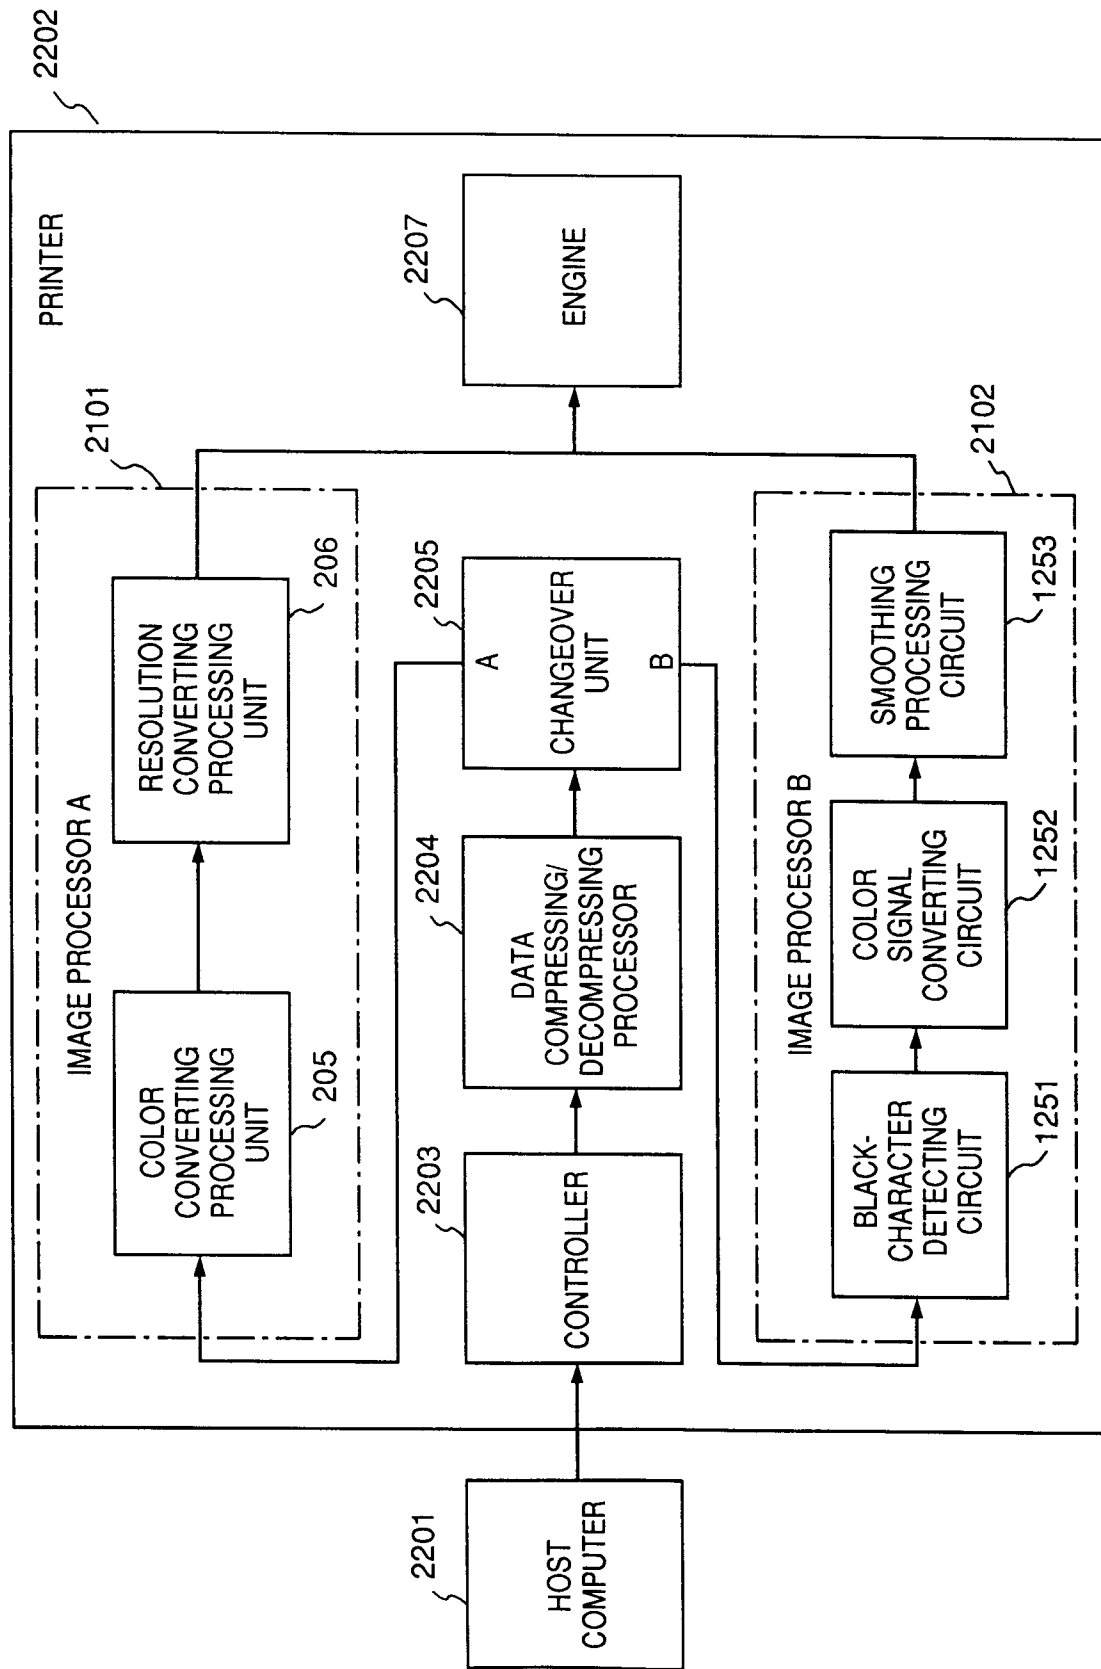 2202
PRINTER
2101
IMAGE PROCESSOR A
COLOR
CONVERTING
PROCESSING
UNIT
205
RESOLUTION
CONVERTING
PROCESSING
UNIT
206
2201
HOST
COMPUTER
2203
CONTROLLER
2204
DATA
COMPRESSING/
DECOMPRESSING
PROCESSOR
2205
A
CHANGEOVER
UNIT
B
2207
ENGINE
2102
IMAGE PROCESSOR B
BLACK-
CHARACTER
DETECTING
CIRCUIT
1251
COLOR
SIGNAL
CONVERTING
CIRCUIT
1252
SMOOTHING
PROCESSING
CIRCUIT
1253